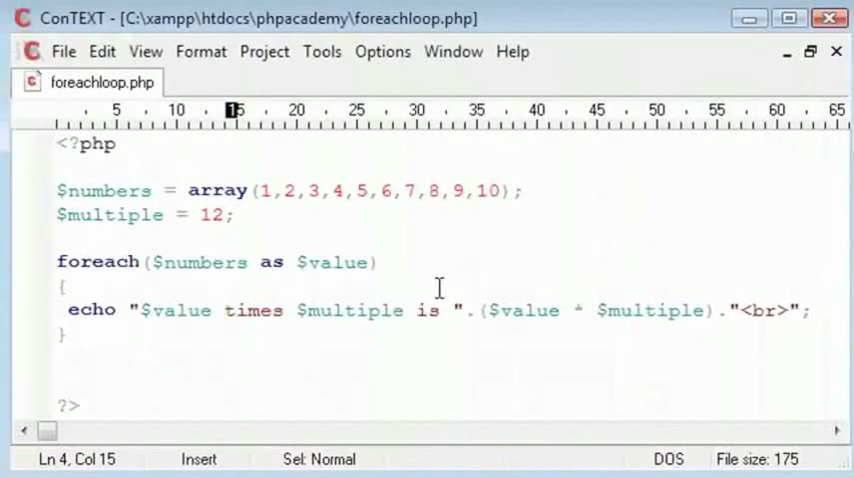 ConTEXT - [C:\xampp\htdocs\phpacademy\foreachloop.php]
File Edit View Format Project Tools Options Window Help
foreachloop.php
5 10 15 20 25 30 35 40 45 50 55 60 65
<?php
$numbers = array(1,2,3,4,5,6,7,8,9,10);
$multiple = 12;
foreach($numbers as $value)
{
echo "$value times $multiple is ".($value * $multiple)."<br>";
}
?>
Ln 4, Col 15 Insert Sel: Normal DOS File size: 175